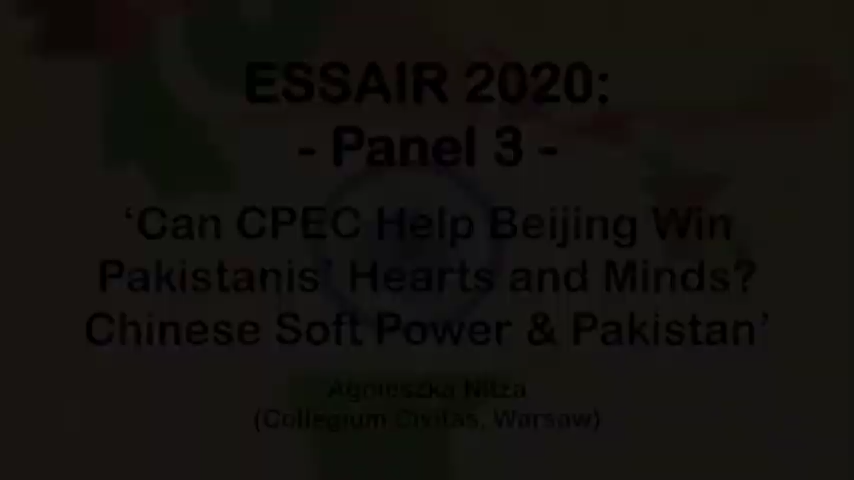 ESSAIR 2020:
- Panel 3 -
‘Can CPEC Help Beijing Win
Pakistanis’ Hearts and Minds?
Chinese Soft Power & Pakistan’
Agnieszka Nitza
(Collegium Civitas, Warsaw)